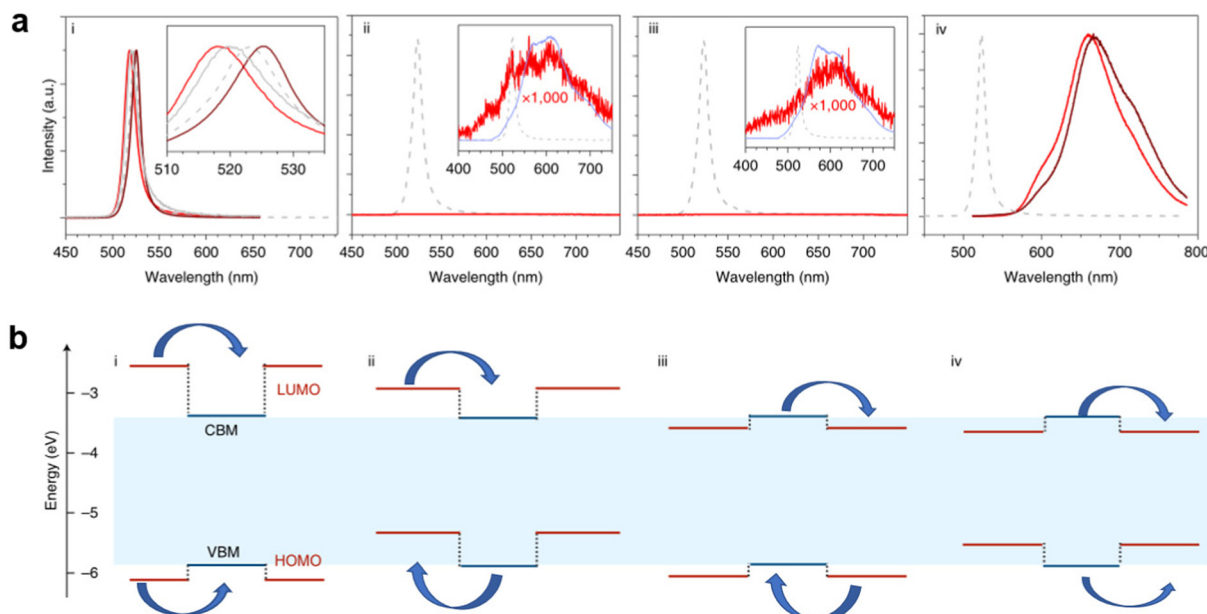 a
i
ii
iii
iv
Intensity (a.u.)
×1,000
×1,000
510 520 530
400 500 600 700
400 500 600 700
450 500 550 600 650 700
450 500 550 600 650 700
450 500 550 600 650 700
500 600 700 800
Wavelength (nm)
Wavelength (nm)
Wavelength (nm)
Wavelength (nm)
b
i
ii
iii
iv
Energy (eV)
−3
−4
−5
−6
LUMO
CBM
VBM
HOMO